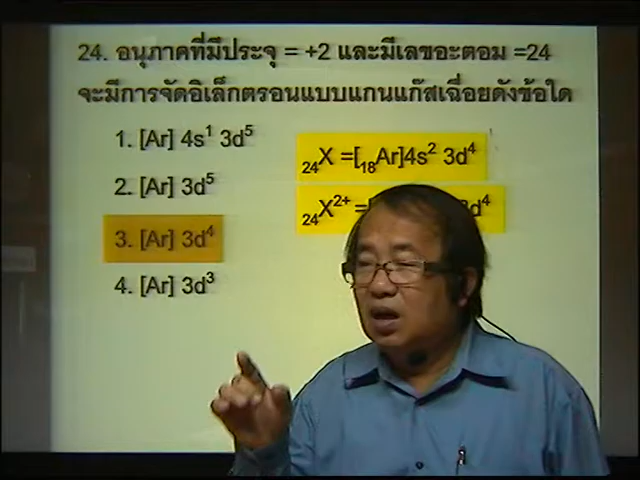 24. อนุภาคที่มีประจุ = +2 และมีเลขอะตอม =24
จะมีการจัดอิเล็กตรอนแบบแกนแก๊สเฉื่อยดังข้อใด
1. [Ar] 4s¹ 3d⁵
2. [Ar] 3d⁵
3. [Ar] 3d⁴
4. [Ar] 3d³
₂₄X =[₁₈Ar]4s² 3d⁴
₂₄X²⁺ =[ 3d⁴